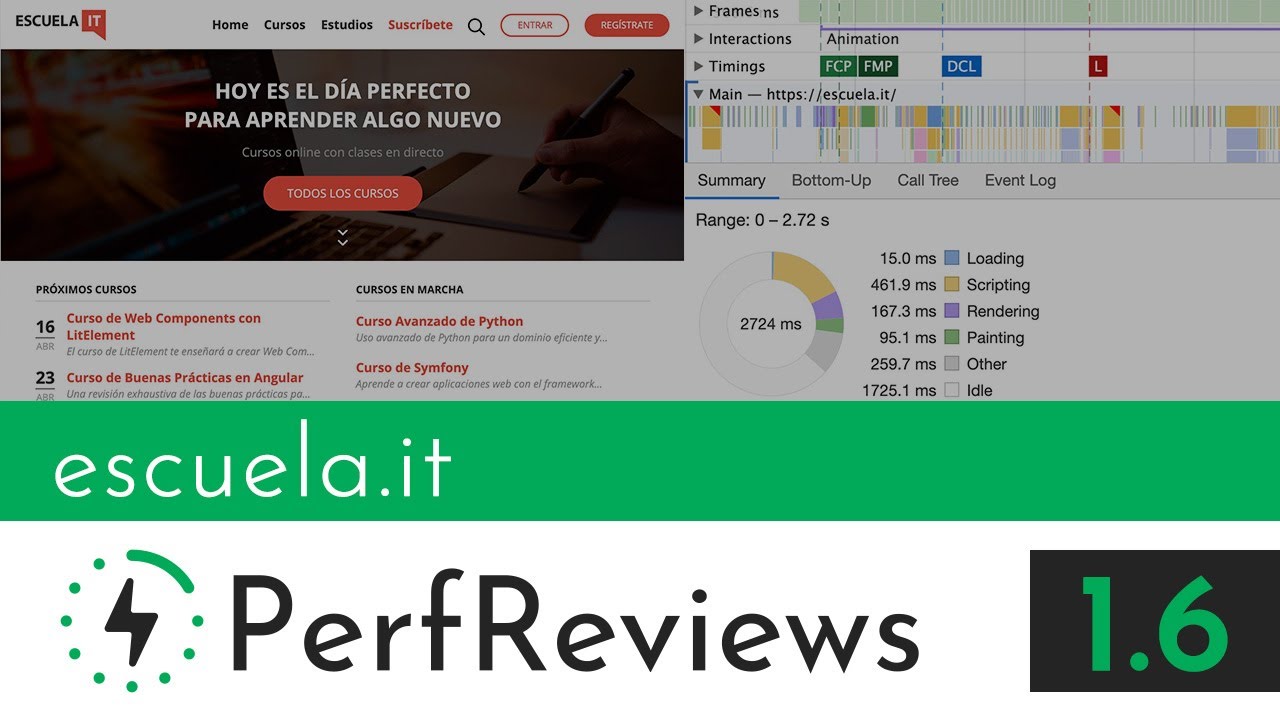 ESCUELA IT
Home Cursos Estudios Suscríbete ENTRAR REGÍSTRATE
HOY ES EL DÍA PERFECTO
PARA APRENDER ALGO NUEVO
Cursos online con clases en directo
TODOS LOS CURSOS
PRÓXIMOS CURSOS
16 ABR
Curso de Web Components con
LitElement
El curso de LitElement te enseñará a crear Web Com...
23 ABR
Curso de Buenas Prácticas en Angular
Una revisión exhaustiva de las buenas prácticas pa...
CURSOS EN MARCHA
Curso Avanzado de Python
Uso avanzado de Python para un dominio eficiente y...
Curso de Symfony
Aprende a crear aplicaciones web con el framework...
Frames ms
Interactions Animation
Timings FCP FMP DCL L
Main — https://escuela.it/
Summary Bottom-Up Call Tree Event Log
Range: 0 – 2.72 s
2724 ms
15.0 ms Loading
461.9 ms Scripting
167.3 ms Rendering
95.1 ms Painting
259.7 ms Other
1725.1 ms Idle
escuela.it
PerfReviews
1.6